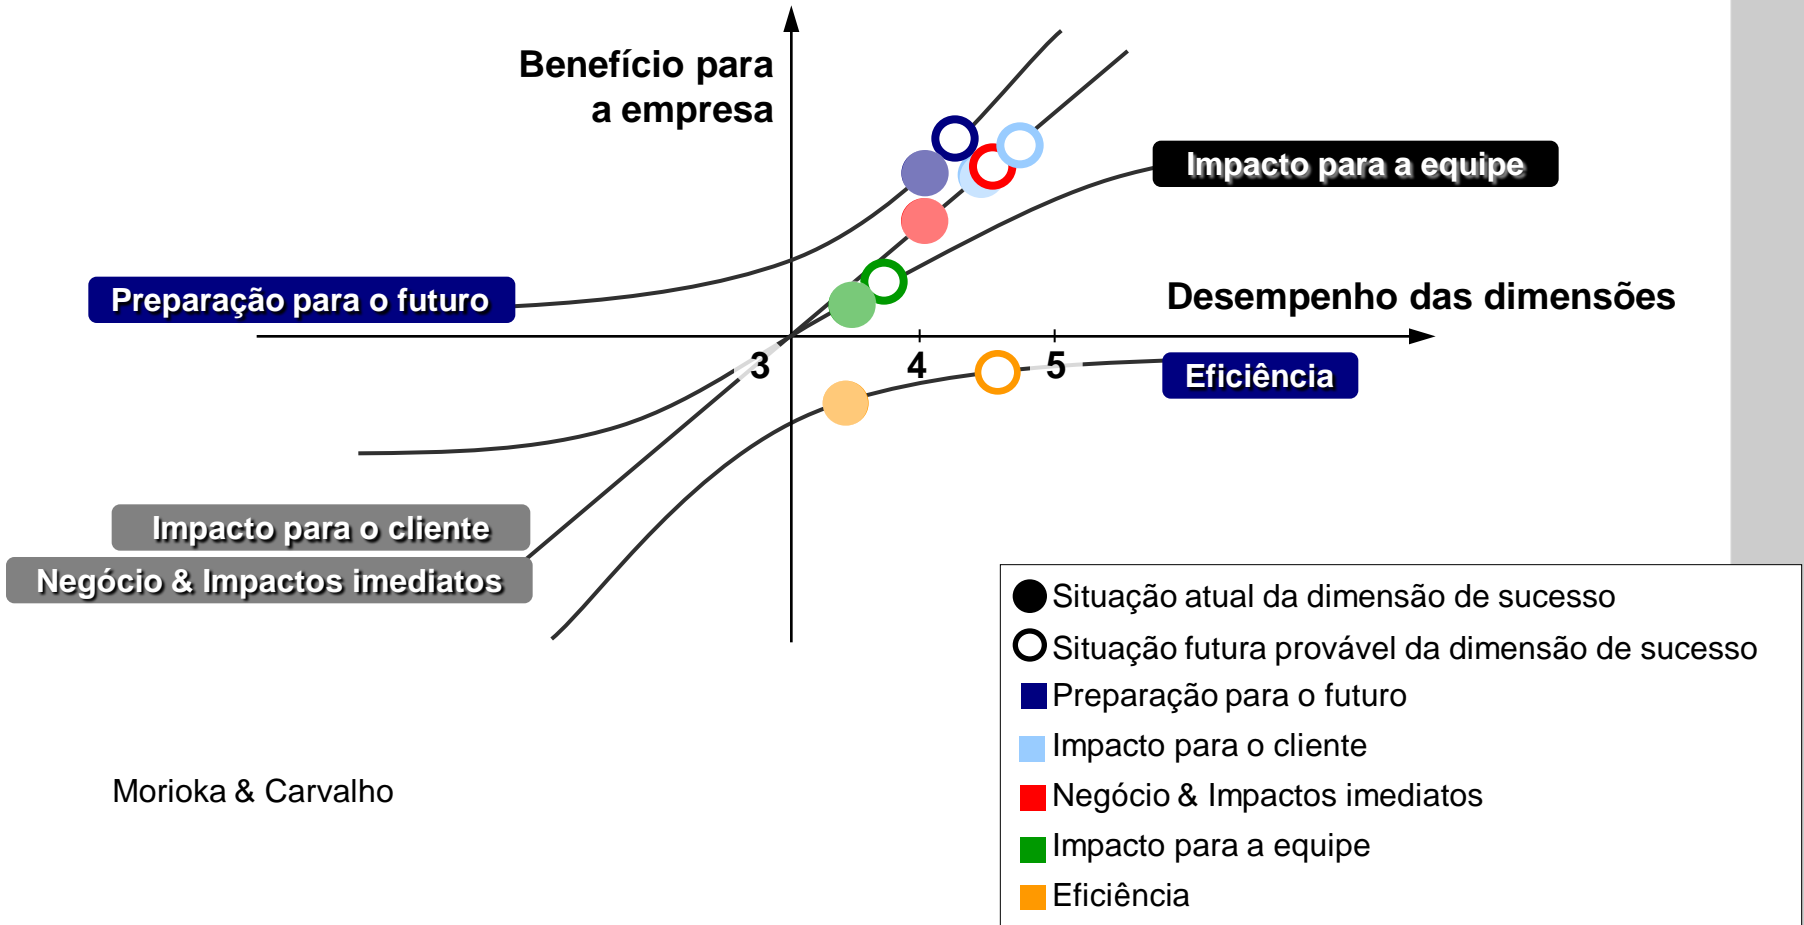 Benefício para
a empresa
Impacto para a equipe
Preparação para o futuro
Desempenho das dimensões
3
4
5
Eficiência
Impacto para o cliente
Negócio & Impactos imediatos
Situação atual da dimensão de sucesso
Situação futura provável da dimensão de sucesso
Preparação para o futuro
Impacto para o cliente
Negócio & Impactos imediatos
Impacto para a equipe
Eficiência
Morioka & Carvalho